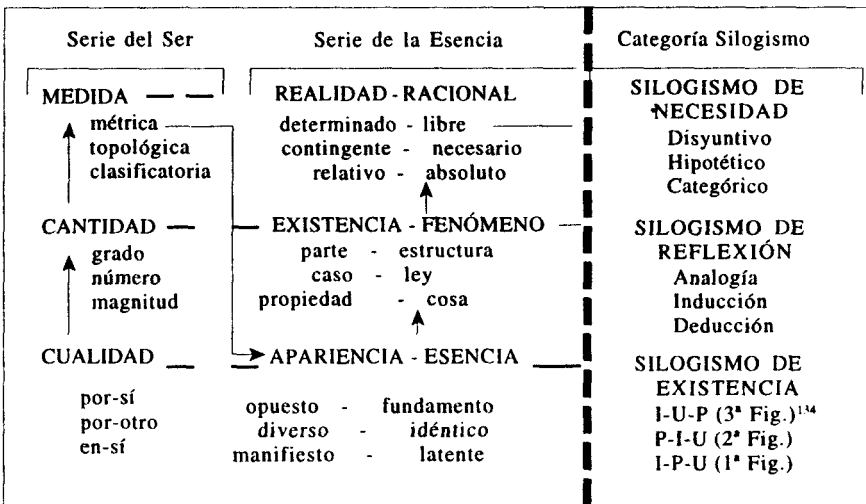 Serie del Ser
Serie de la Esencia
Categoría Silogismo
MEDIDA
métrica
topológica
clasificatoria
CANTIDAD
grado
número
magnitud
CUALIDAD
por-sí
por-otro
en-sí
REALIDAD - RACIONAL
determinado - libre
contingente - necesario
relativo - absoluto
EXISTENCIA - FENÓMENO
parte - estructura
caso - ley
propiedad - cosa
APARIENCIA - ESENCIA
opuesto - fundamento
diverso - idéntico
manifiesto - latente
SILOGISMO DE
NECESIDAD
Disyuntivo
Hipotético
Categórico
SILOGISMO DE
REFLEXIÓN
Analogía
Inducción
Deducción
SILOGISMO DE
EXISTENCIA
I-U-P (3ª Fig.)¹³⁴
P-I-U (2ª Fig.)
I-P-U (1ª Fig.)